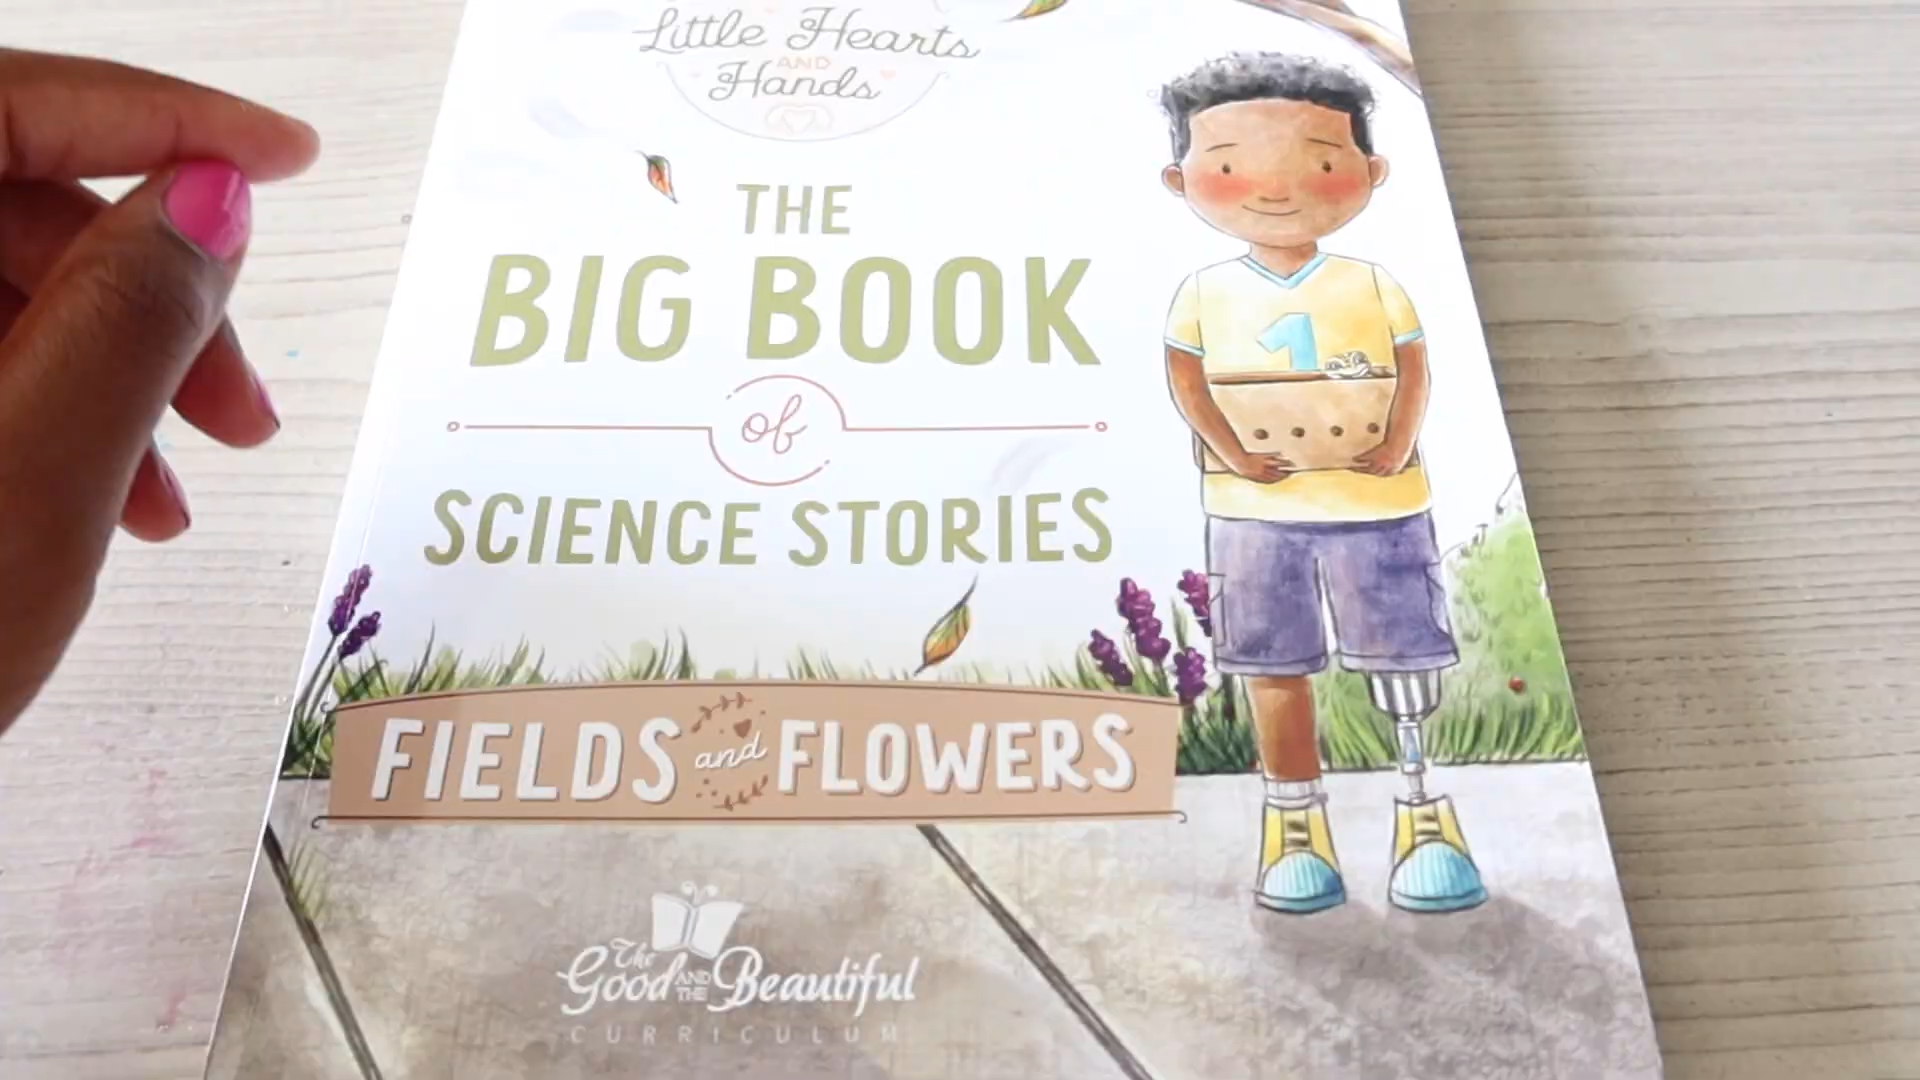 Little Hearts
AND
Hands
THE
BIG BOOK
of
SCIENCE STORIES
1
FIELDS and FLOWERS
The
Good AND THE Beautiful
CURRICULUM